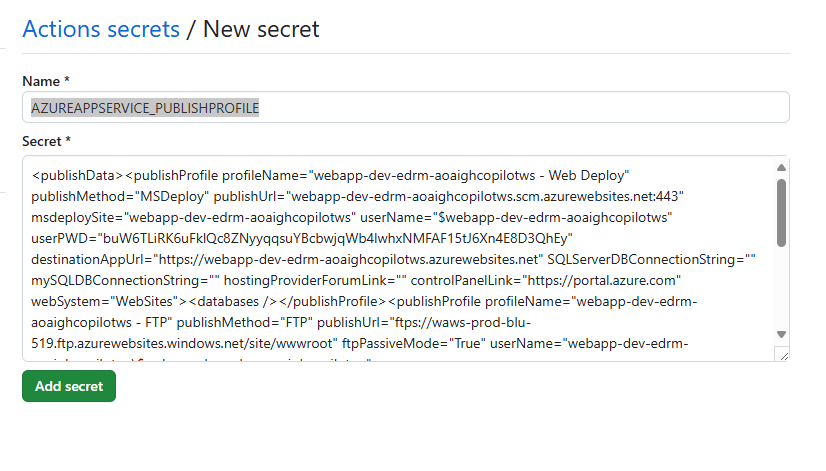 Actions secrets / New secret
Name *
AZUREAPPSERVICE_PUBLISHPROFILE
Secret *
<publishData><publishProfile profileName="webapp-dev-edrm-aoaighcopilotws - Web Deploy"
publishMethod="MSDeploy" publishUrl="webapp-dev-edrm-aoaighcopilotws.scm.azurewebsites.net:443"
msdeploySite="webapp-dev-edrm-aoaighcopilotws" userName="$webapp-dev-edrm-aoaighcopilotws"
destinationAppUrl="https://webapp-dev-edrm-aoaighcopilotws.azurewebsites.net" SQLServerDBConnectionString=""
mySQLDBConnectionString="" hostingProviderForumLink="" controlPanelLink="https://portal.azure.com"
webSystem="WebSites"><databases /></publishProfile><publishProfile profileName="webapp-dev-edrm-
aoaighcopilotws - FTP" publishMethod="FTP" publishUrl="ftps://waws-prod-blu-
519.ftp.azurewebsites.windows.net/site/wwwroot" ftpPassiveMode="True" userName="webapp-dev-edrm-
Add secret